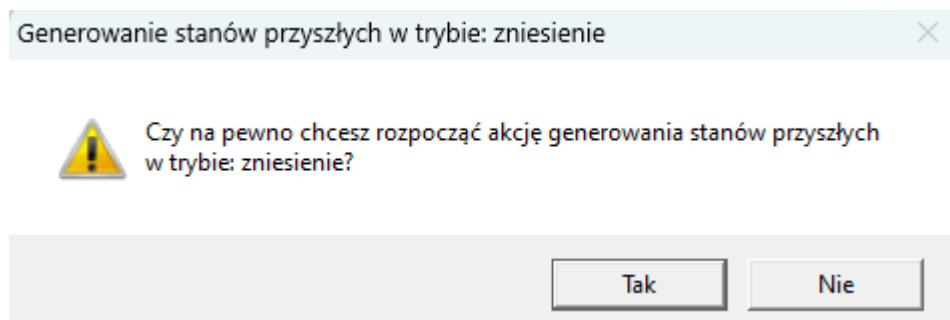 Generowanie stanów przyszłych w trybie: zniesienie
Czy na pewno chcesz rozpocząć akcję generowania stanów przyszłych
w trybie: zniesienie?
Tak
Nie